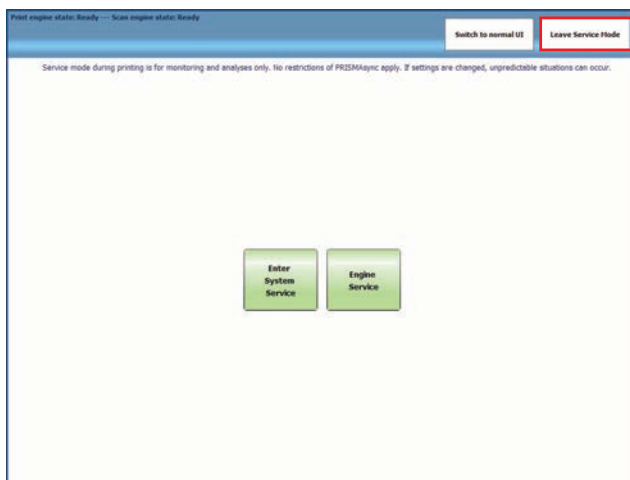 Print engine state: Ready --- Scan engine state: Ready
Switch to normal UI
Leave Service Mode
Service mode during printing is for monitoring and analyses only. No restrictions of PRISMAsync apply. If settings are changed, unpredictable situations can occur.
Enter
System
Service
Engine
Service